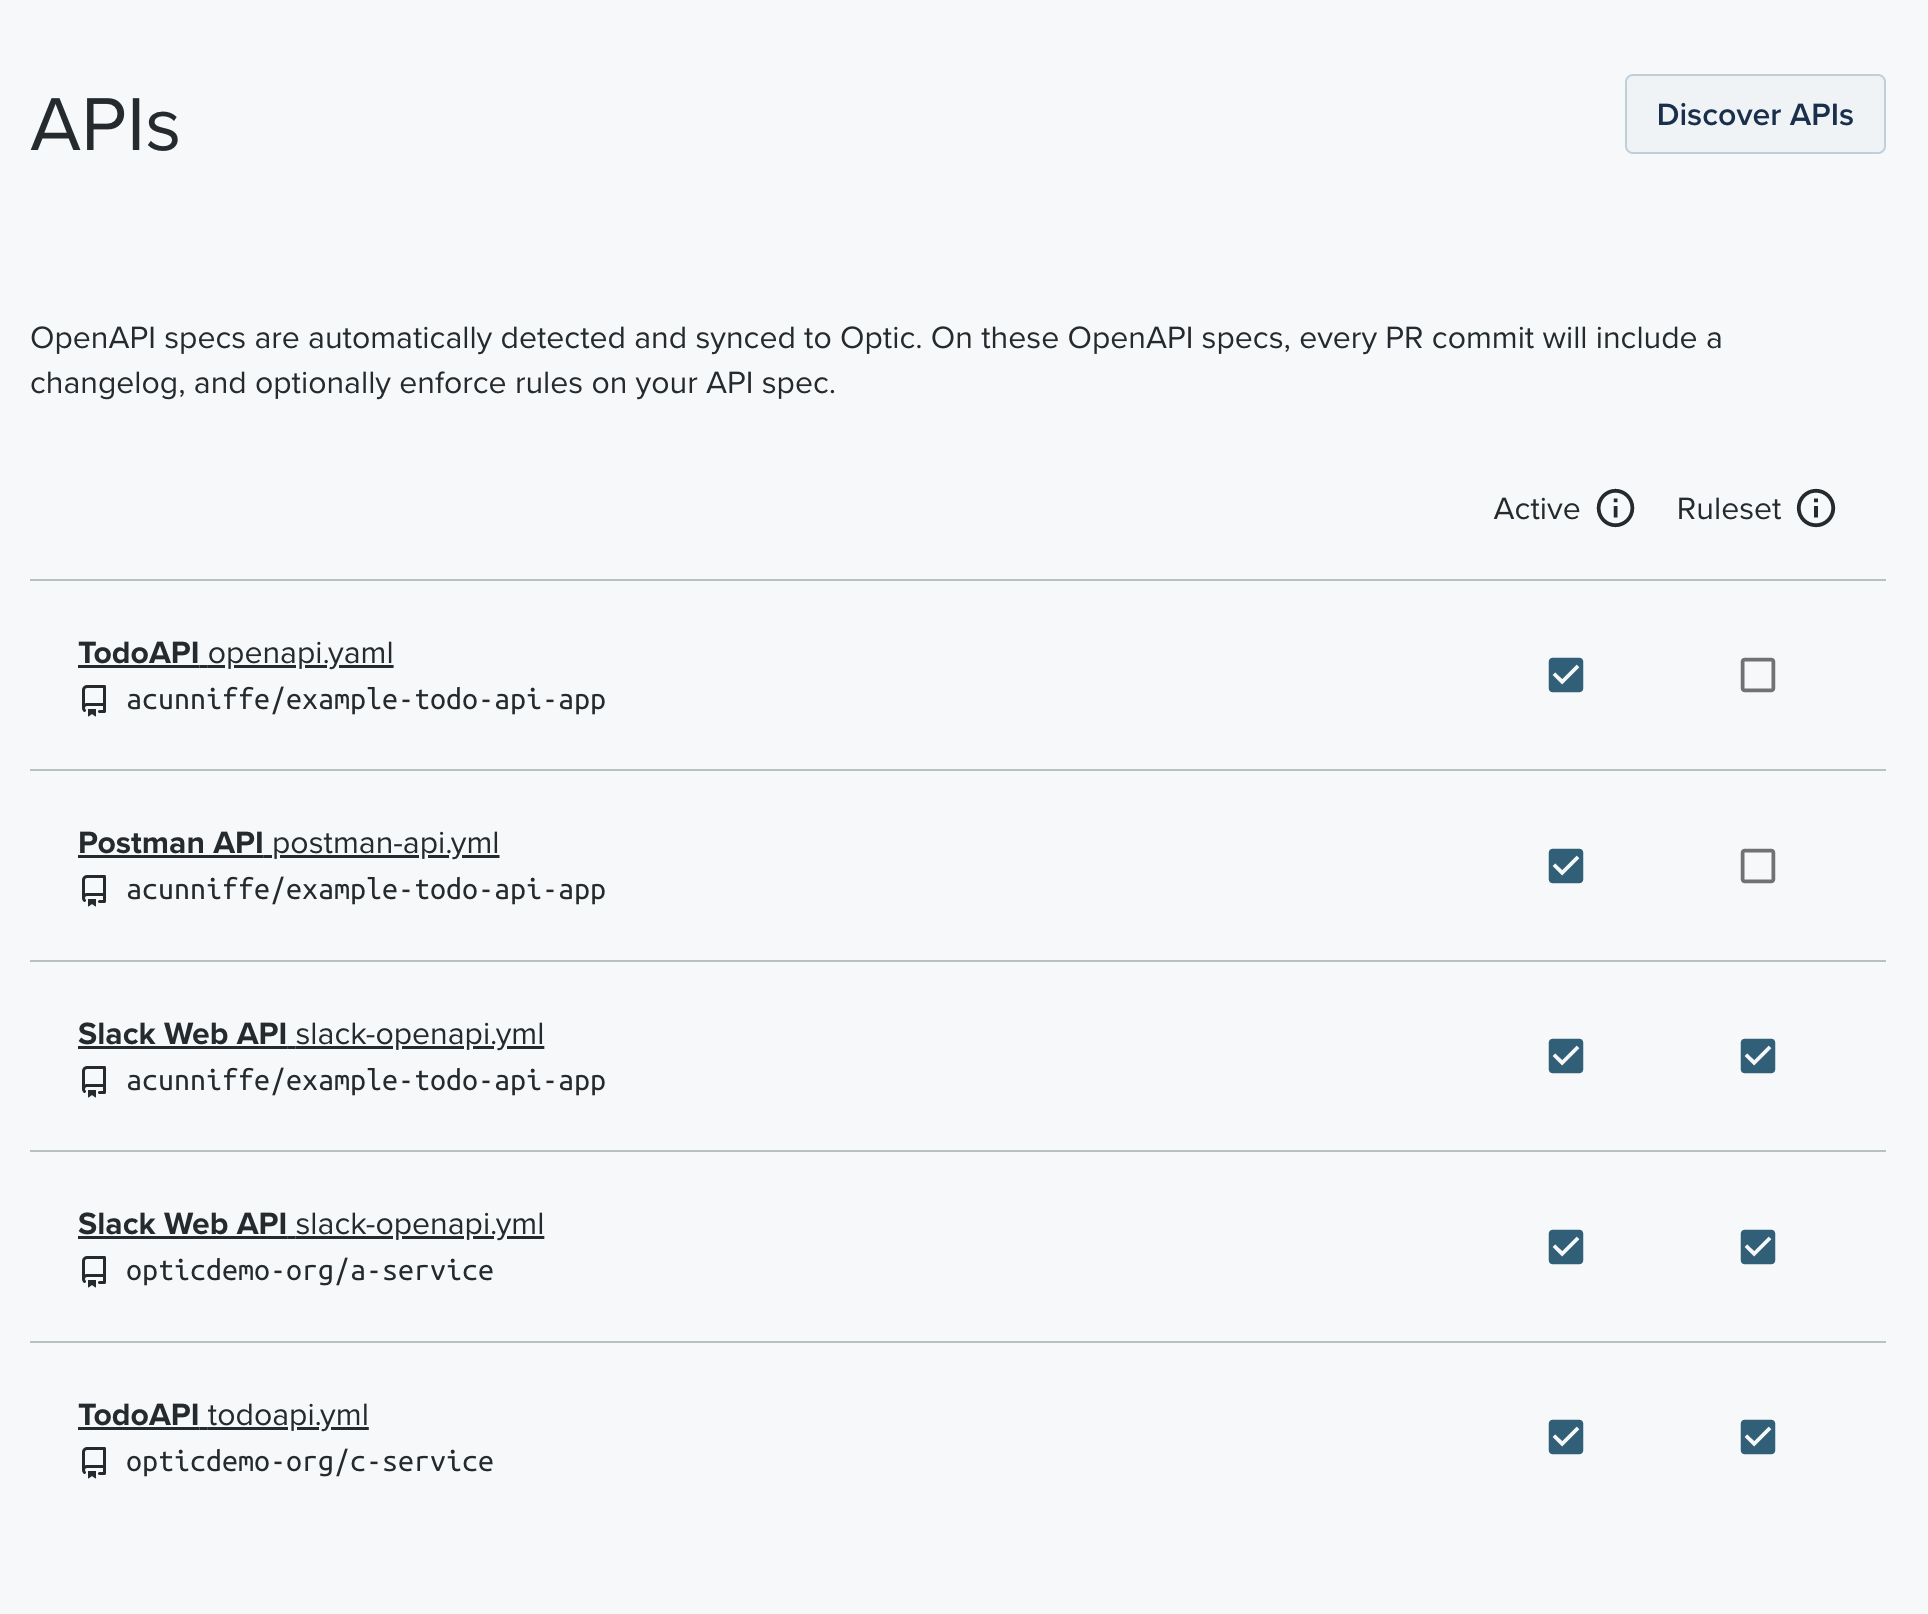 APIs
Discover APIs
OpenAPI specs are automatically detected and synced to Optic. On these OpenAPI specs, every PR commit will include a
changelog, and optionally enforce rules on your API spec.
Active Ruleset
TodoAPI openapi.yaml
acunniffe/example-todo-api-app
Postman API postman-api.yml
acunniffe/example-todo-api-app
Slack Web API slack-openapi.yml
acunniffe/example-todo-api-app
Slack Web API slack-openapi.yml
opticdemo-org/a-service
TodoAPI todoapi.yml
opticdemo-org/c-service